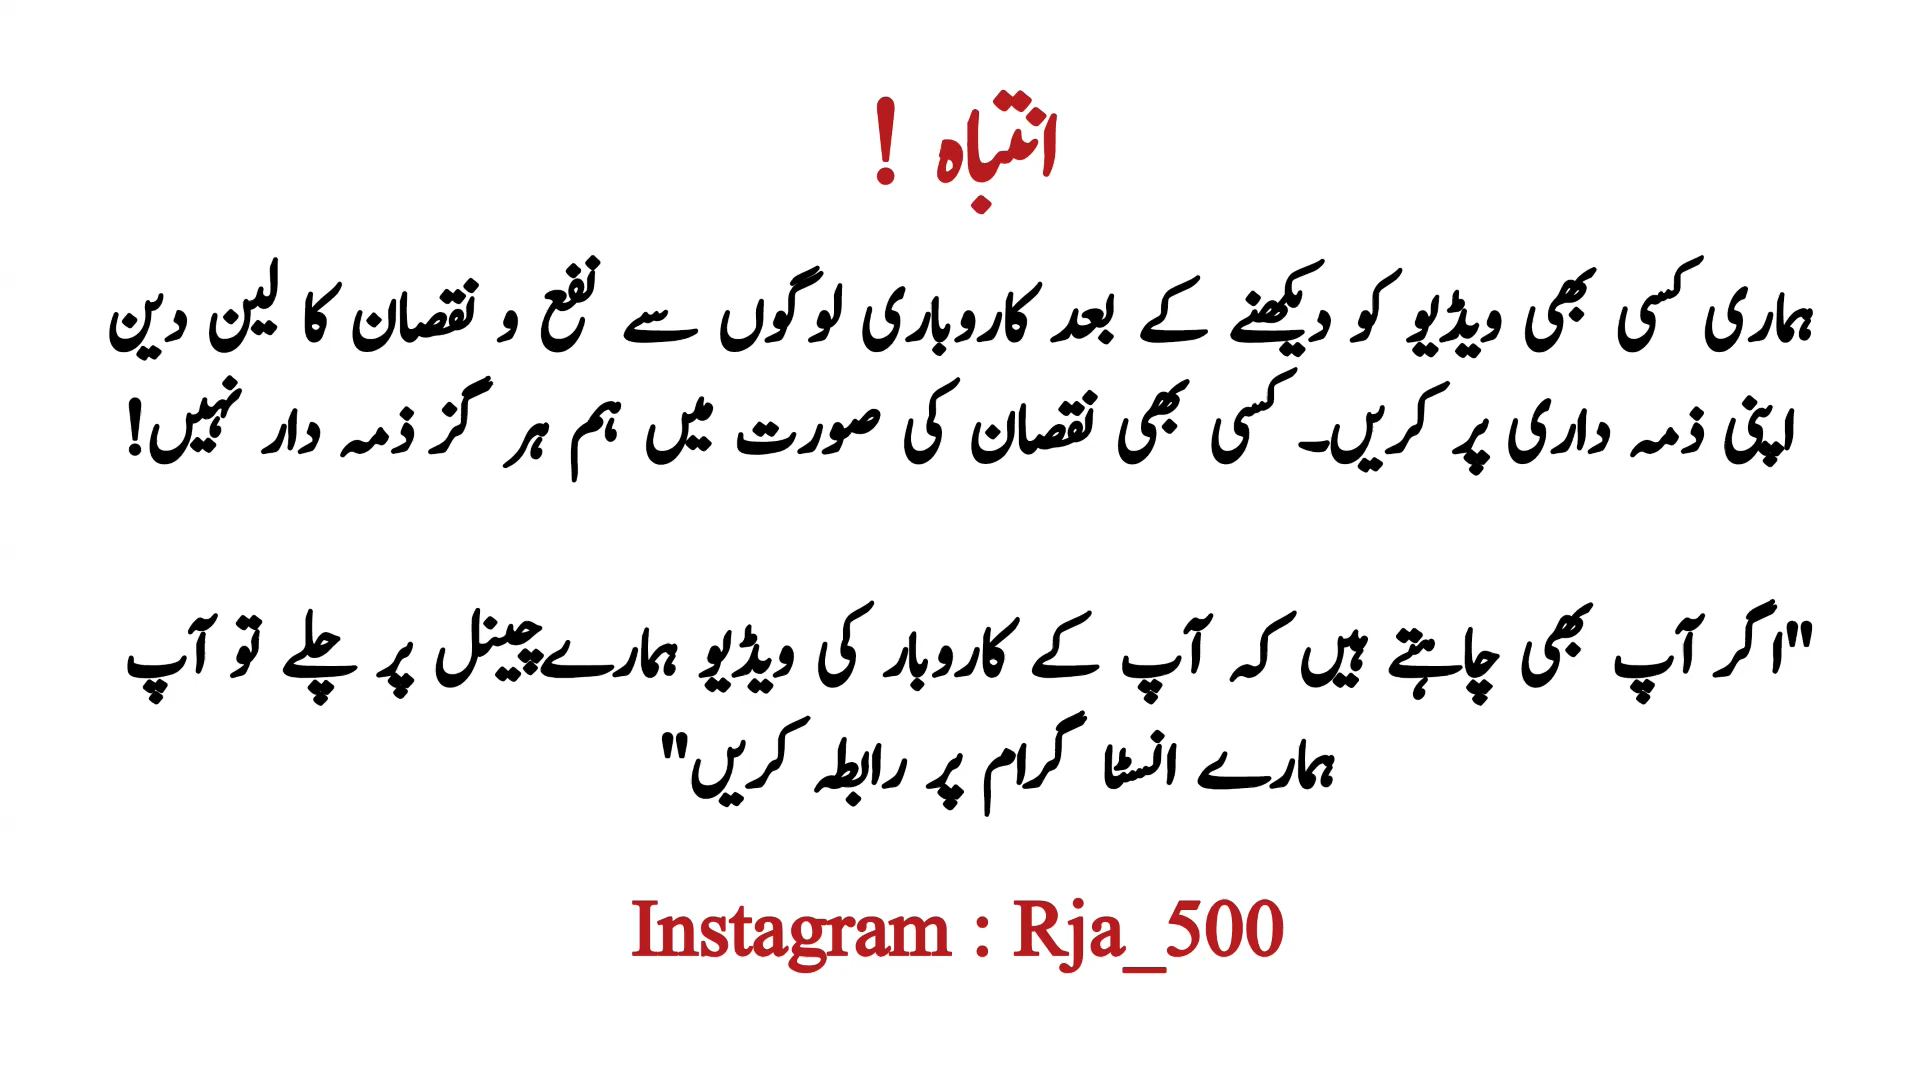 انتباہ !
ہماری کسی بھی ویڈیو کو دیکھنے کے بعد کاروباری لوگوں سے نفع و نقصان کا لین دین
اپنی ذمہ داری پر کریں۔ کسی بھی نقصان کی صورت میں ہم ہر گز ذمہ دار نہیں!
"اگر آپ بھی چاہتے ہیں کہ آپ کے کاروبار کی ویڈیو ہمارے چینل پر چلے تو آپ
ہمارے انسٹا گرام پر رابطہ کریں"
Instagram : Rja_500